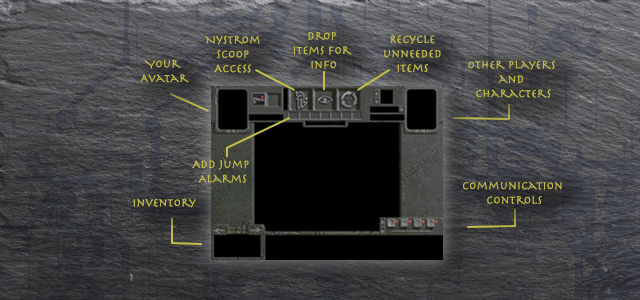 NYSTROM
SCOOP
ACCESS
DROP
ITEMS FOR
INFO
RECYCLE
UNNEEDED
ITEMS
YOUR
AVATAR
OTHER PLAYERS
AND
CHARACTERS
ADD JUMP
ALARMS
INVENTORY
COMMUNICATION
CONTROLS